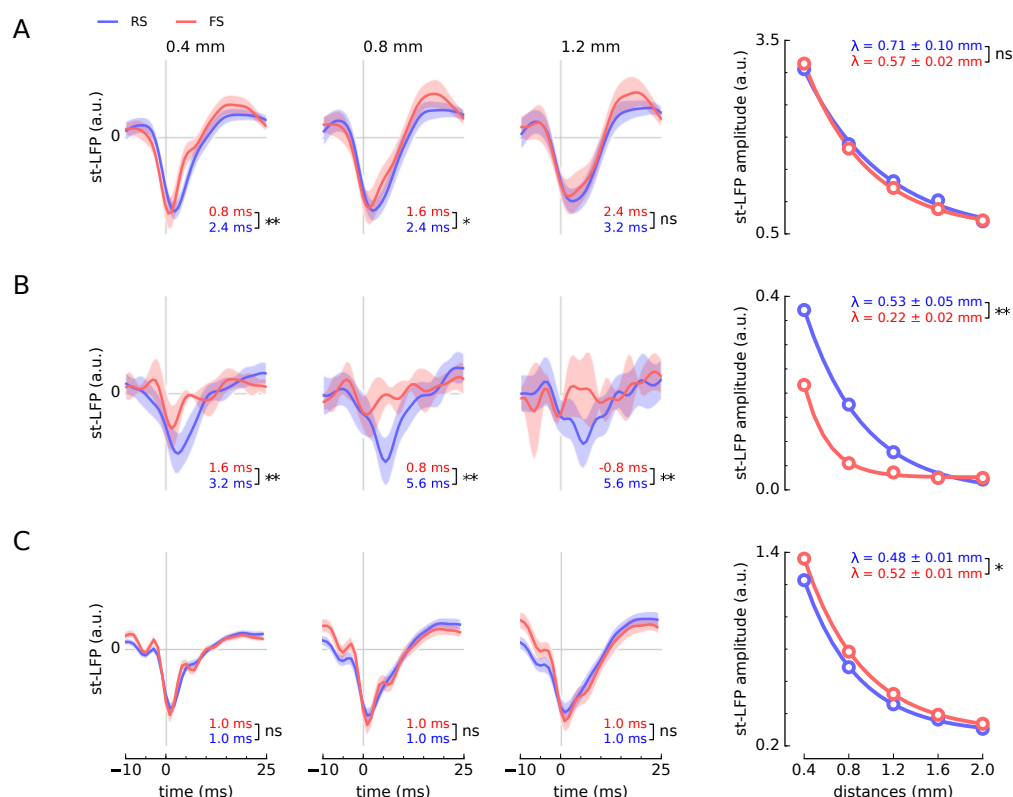 RS FS
A
0.4 mm 0.8 mm 1.2 mm
st-LFP (a.u.)
0
0.8 ms
2.4 ms
**
1.6 ms
2.4 ms
*
2.4 ms
3.2 ms
ns
st-LFP amplitude (a.u.)
3.5
0.5
λ = 0.71 ± 0.10 mm
λ = 0.57 ± 0.02 mm
ns
B
st-LFP (a.u.)
0
1.6 ms
3.2 ms
**
0.8 ms
5.6 ms
**
-0.8 ms
5.6 ms
**
st-LFP amplitude (a.u.)
0.4
0.0
λ = 0.53 ± 0.05 mm
λ = 0.22 ± 0.02 mm
**
C
st-LFP (a.u.)
0
1.0 ms
1.0 ms
ns
1.0 ms
1.0 ms
ns
1.0 ms
1.0 ms
ns
st-LFP amplitude (a.u.)
1.4
0.2
λ = 0.48 ± 0.01 mm
λ = 0.52 ± 0.01 mm
*
−10 0 25 −10 0 25 −10 0 25 0.4 0.8 1.2 1.6 2.0
time (ms) time (ms) time (ms) distances (mm)